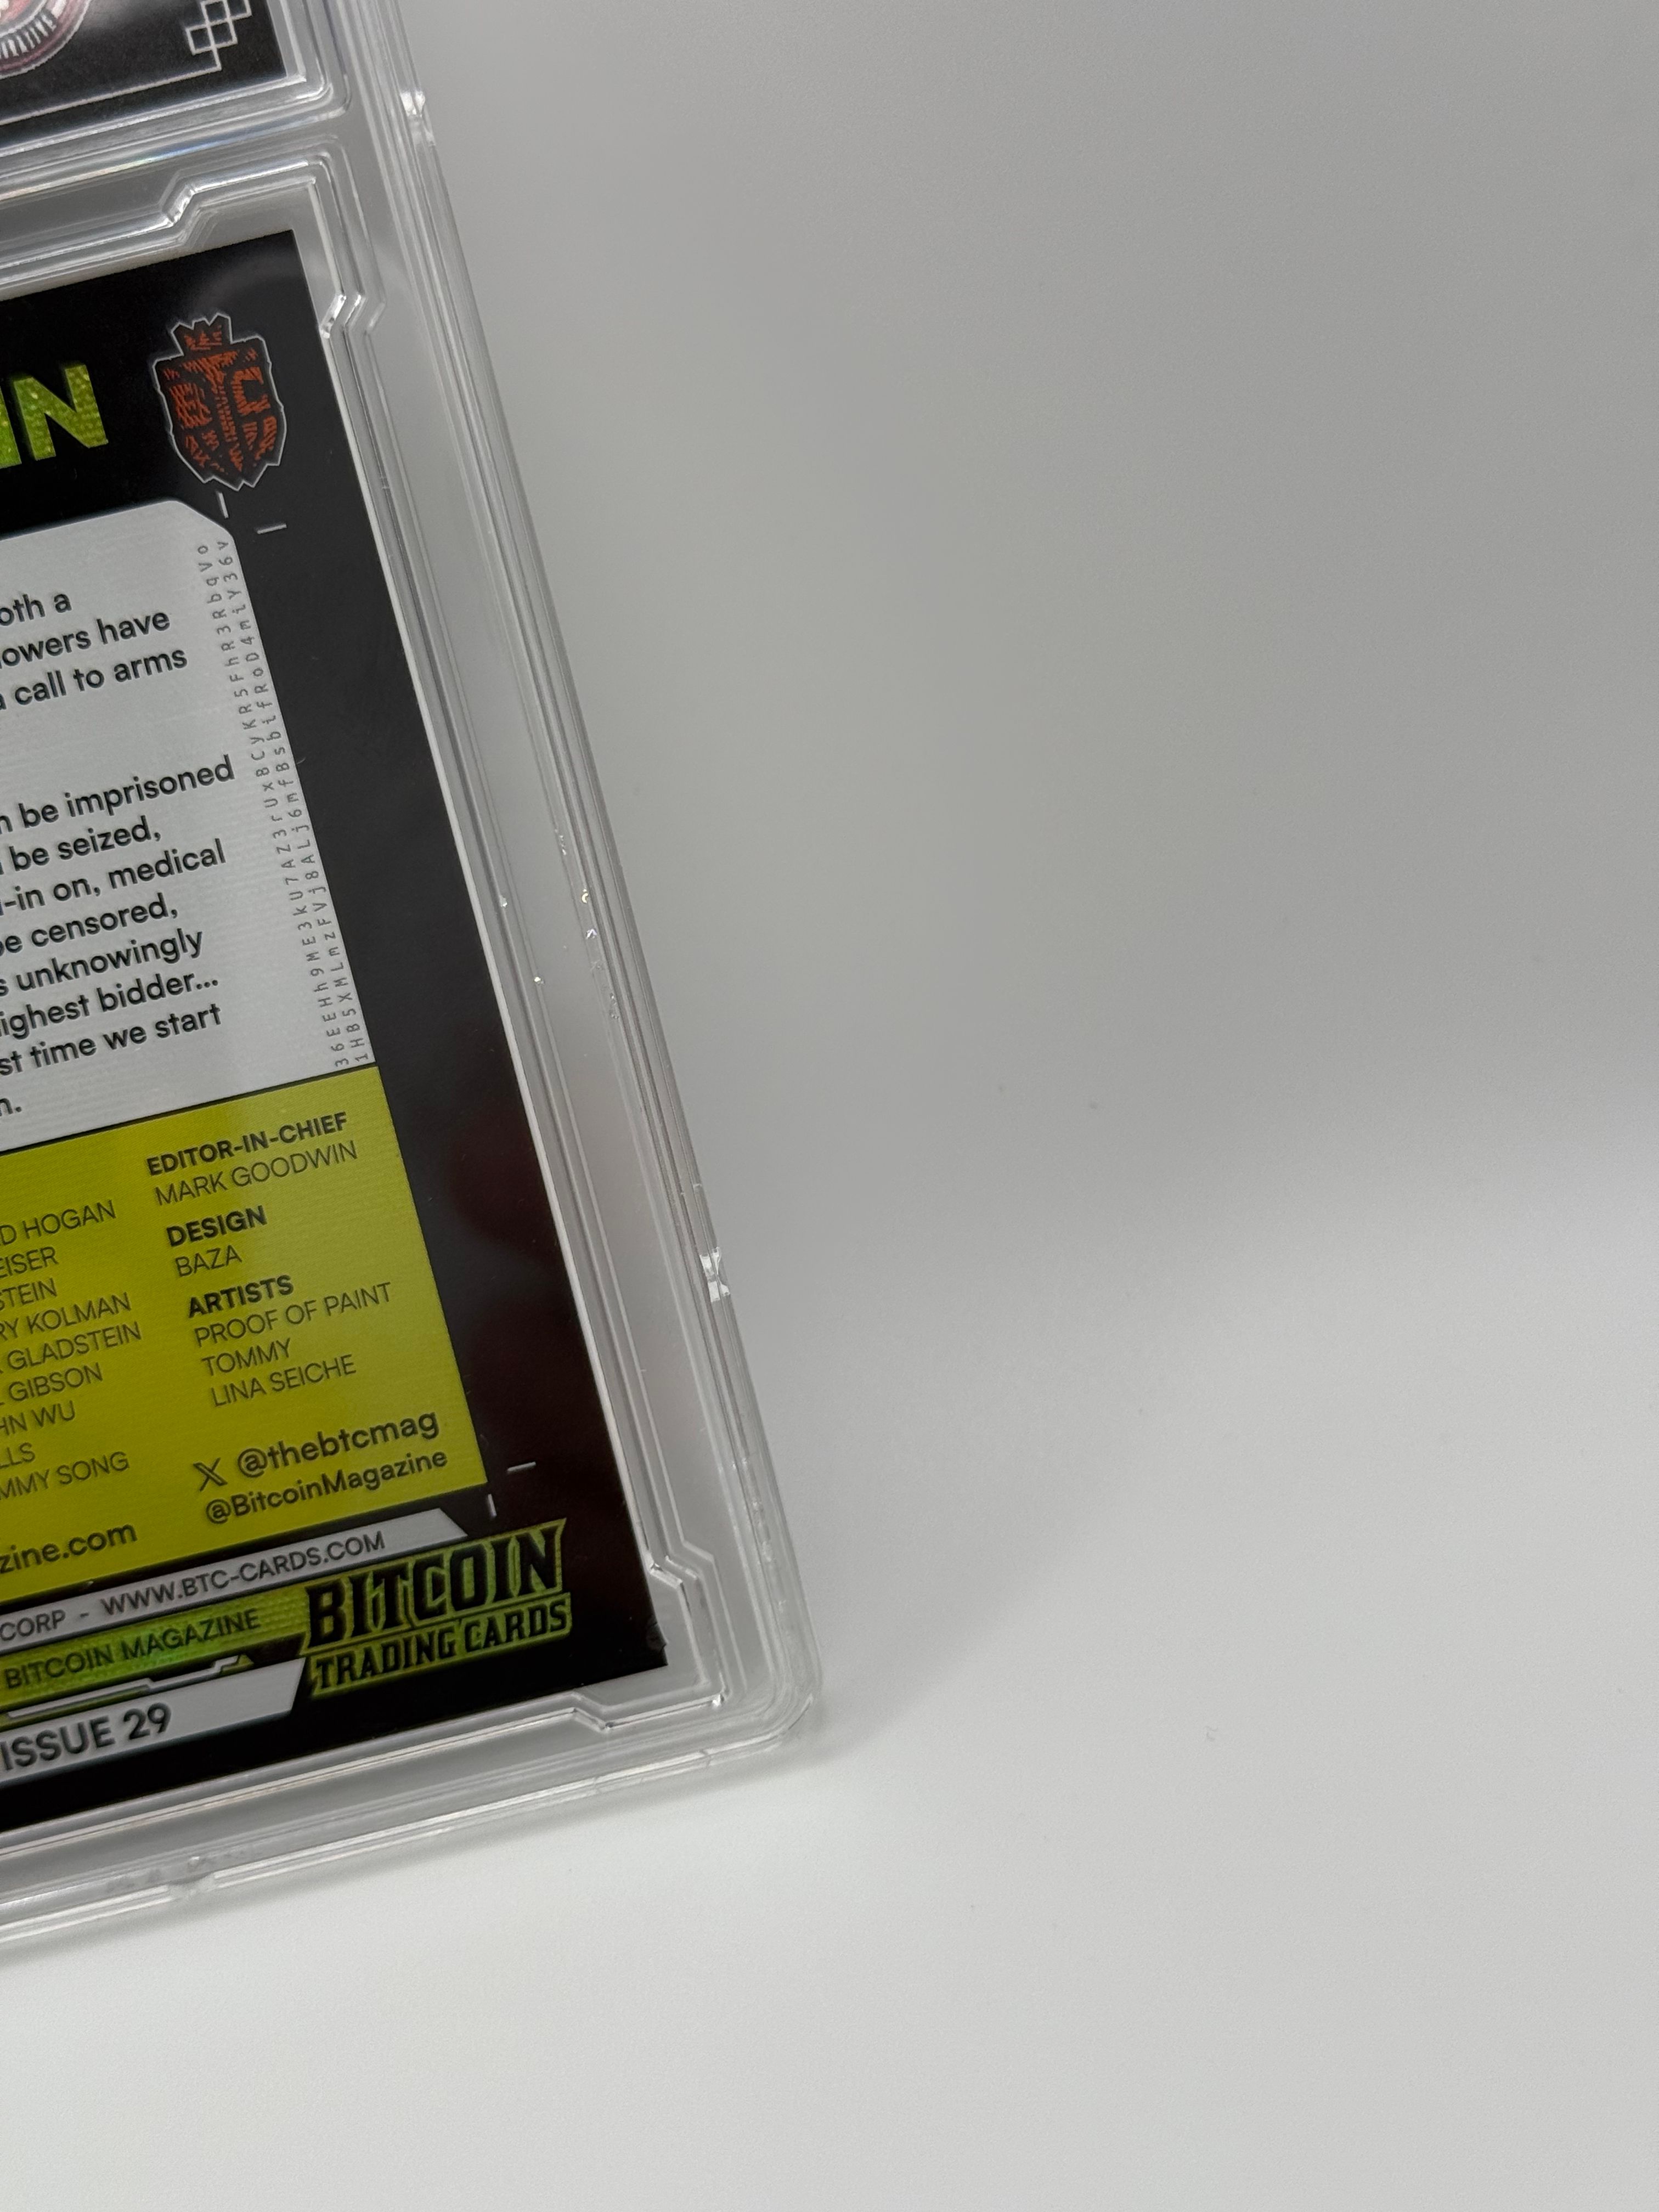 IN
oth a
owers have
a call to arms
n be imprisoned
be seized,
-in on, medical
be censored,
s unknowingly
ighest bidder...
st time we start
n.
EDITOR-IN-CHIEF
MARK GOODWIN
DESIGN
BAZA
ARTISTS
PROOF OF PAINT
TOMMY
LINA SEICHE
D HOGAN
EISER
STEIN
RY KOLMAN
GLADSTEIN
GIBSON
HN WU
LLS
MMY SONG
X @thebtcmag
@BitcoinMagazine
zine.com
CORP - WWW.BTC-CARDS.COM
BITCOIN MAGAZINE
BITCOIN
TRADING CARDS
ISSUE 29